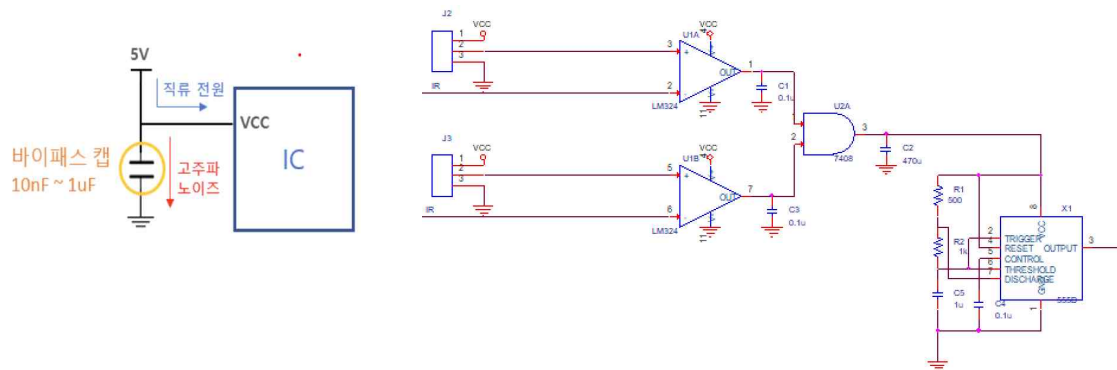 5V
직류 전원
VCC
IC
바이패스 캡
10nF ~ 1uF
고주파
노이즈
J2
VCC
1
2
3
IR
3
2
U1A
VCC
4
+
-
OUT
1
11
LM324
C1
0.1u
J3
VCC
1
2
3
IR
5
6
U1B
VCC
4
+
-
OUT
7
11
LM324
C3
0.1u
U2A
1
2
3
7408
C2
470u
R1
500
R2
1k
C5
1u
C4
0.1u
X1
8
VCC
2
4
5
6
7
TRIGGER
RESET
CONTROL
THRESHOLD
DISCHARGE
OUTPUT
3
GND
1
555D